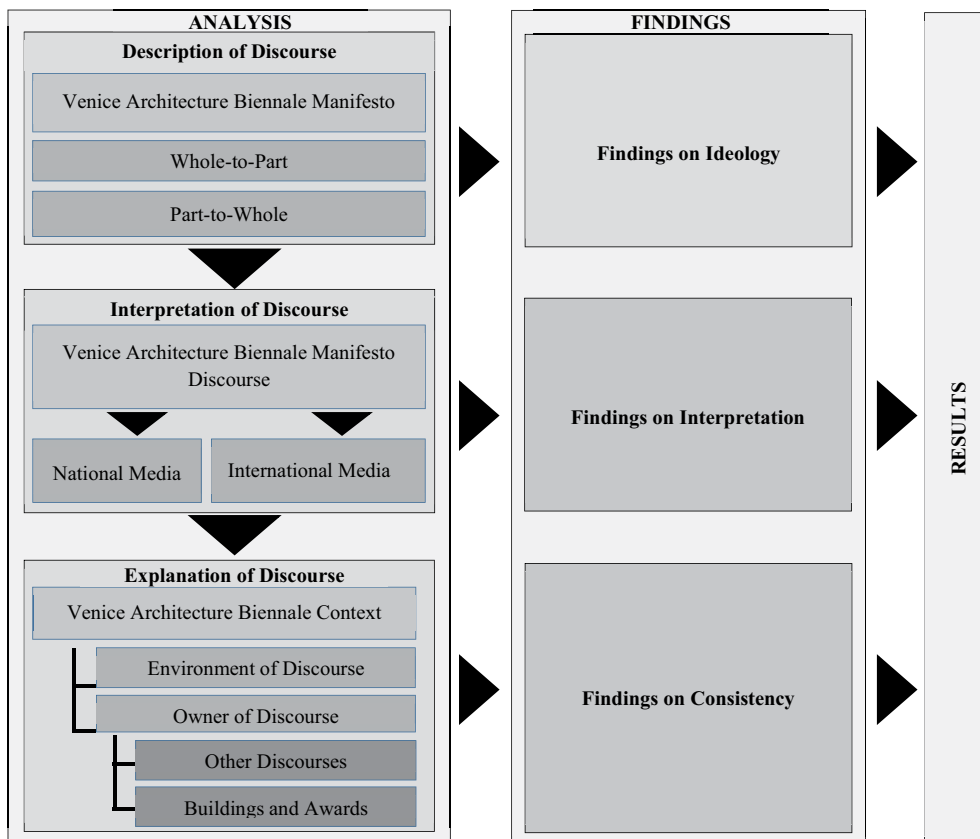 ANALYSIS
Description of Discourse
Venice Architecture Biennale Manifesto
Whole-to-Part
Part-to-Whole
Interpretation of Discourse
Venice Architecture Biennale Manifesto
Discourse
National Media
International Media
Explanation of Discourse
Venice Architecture Biennale Context
Environment of Discourse
Owner of Discourse
Other Discourses
Buildings and Awards
FINDINGS
Findings on Ideology
Findings on Interpretation
Findings on Consistency
RESULTS